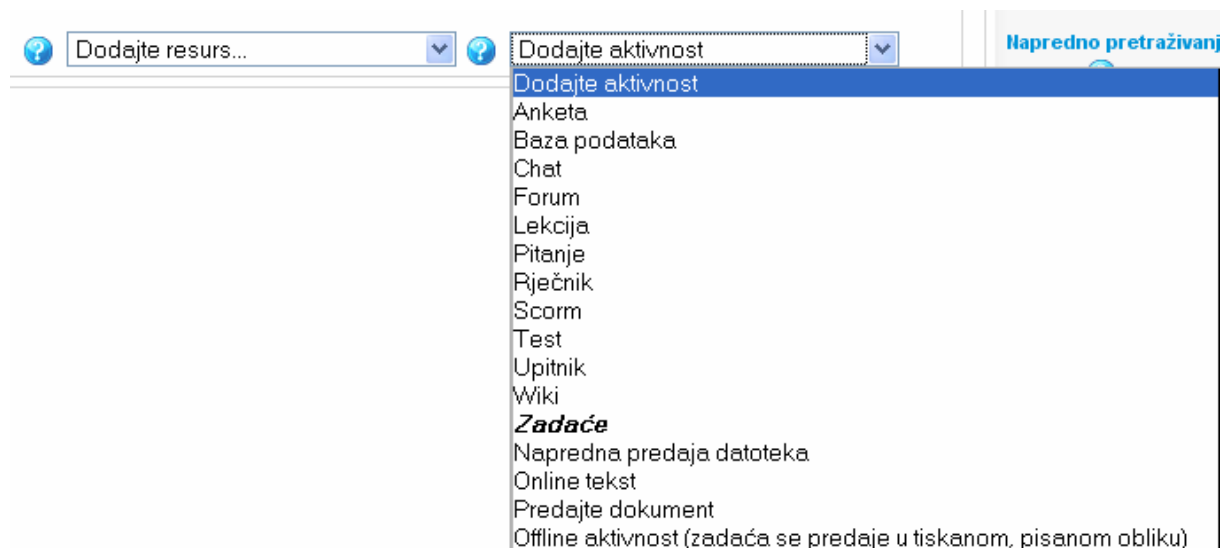 Dodajte resurs...
Dodajte aktivnost
Napredno pretraživanj
Dodajte aktivnost
Anketa
Baza podataka
Chat
Forum
Lekcija
Pitanje
Rječnik
Scorm
Test
Upitnik
Wiki
Zadaće
Napredna predaja datoteka
Online tekst
Predajte dokument
Offline aktivnost (zadaća se predaje u tiskanom, pisanom obliku)